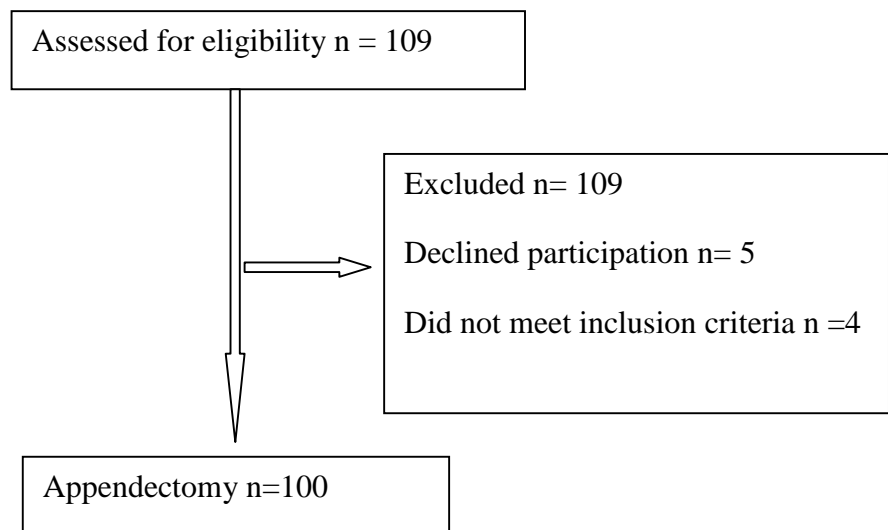 Assessed for eligibility n = 109
Excluded n= 109
Declined participation n= 5
Did not meet inclusion criteria n =4
Appendectomy n=100